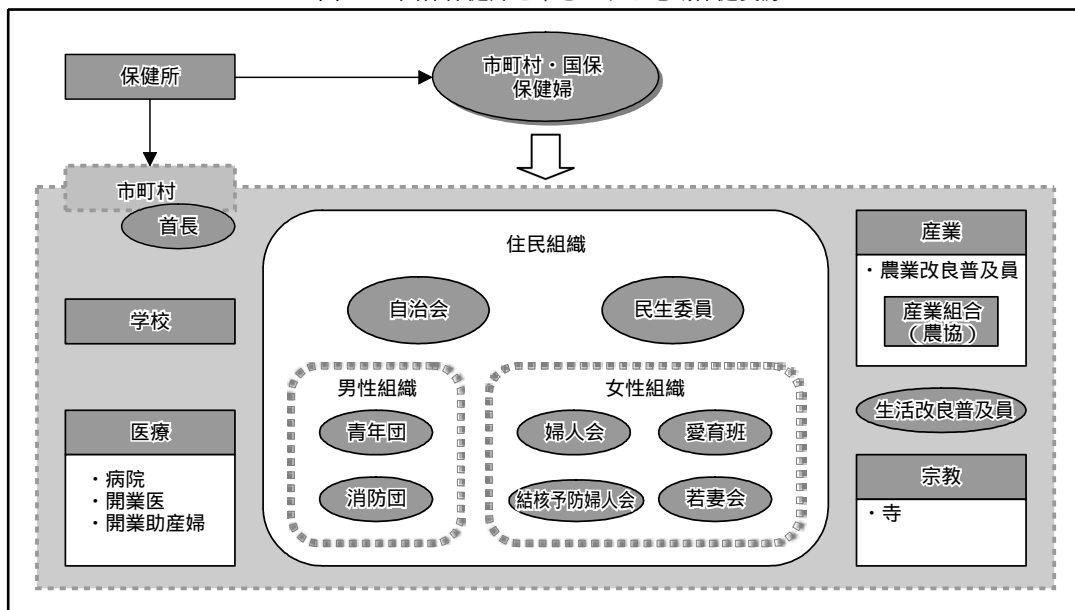 保健所
市町村・国保
保健婦
市町村
首長
学校
医療
・病院
・開業医
・開業助産婦
住民組織
自治会
民生委員
男性組織
青年団
消防団
女性組織
婦人会
愛育班
結核予防婦人会
若妻会
産業
・農業改良普及員
産業組合
（農協）
生活改良普及員
宗教
・寺